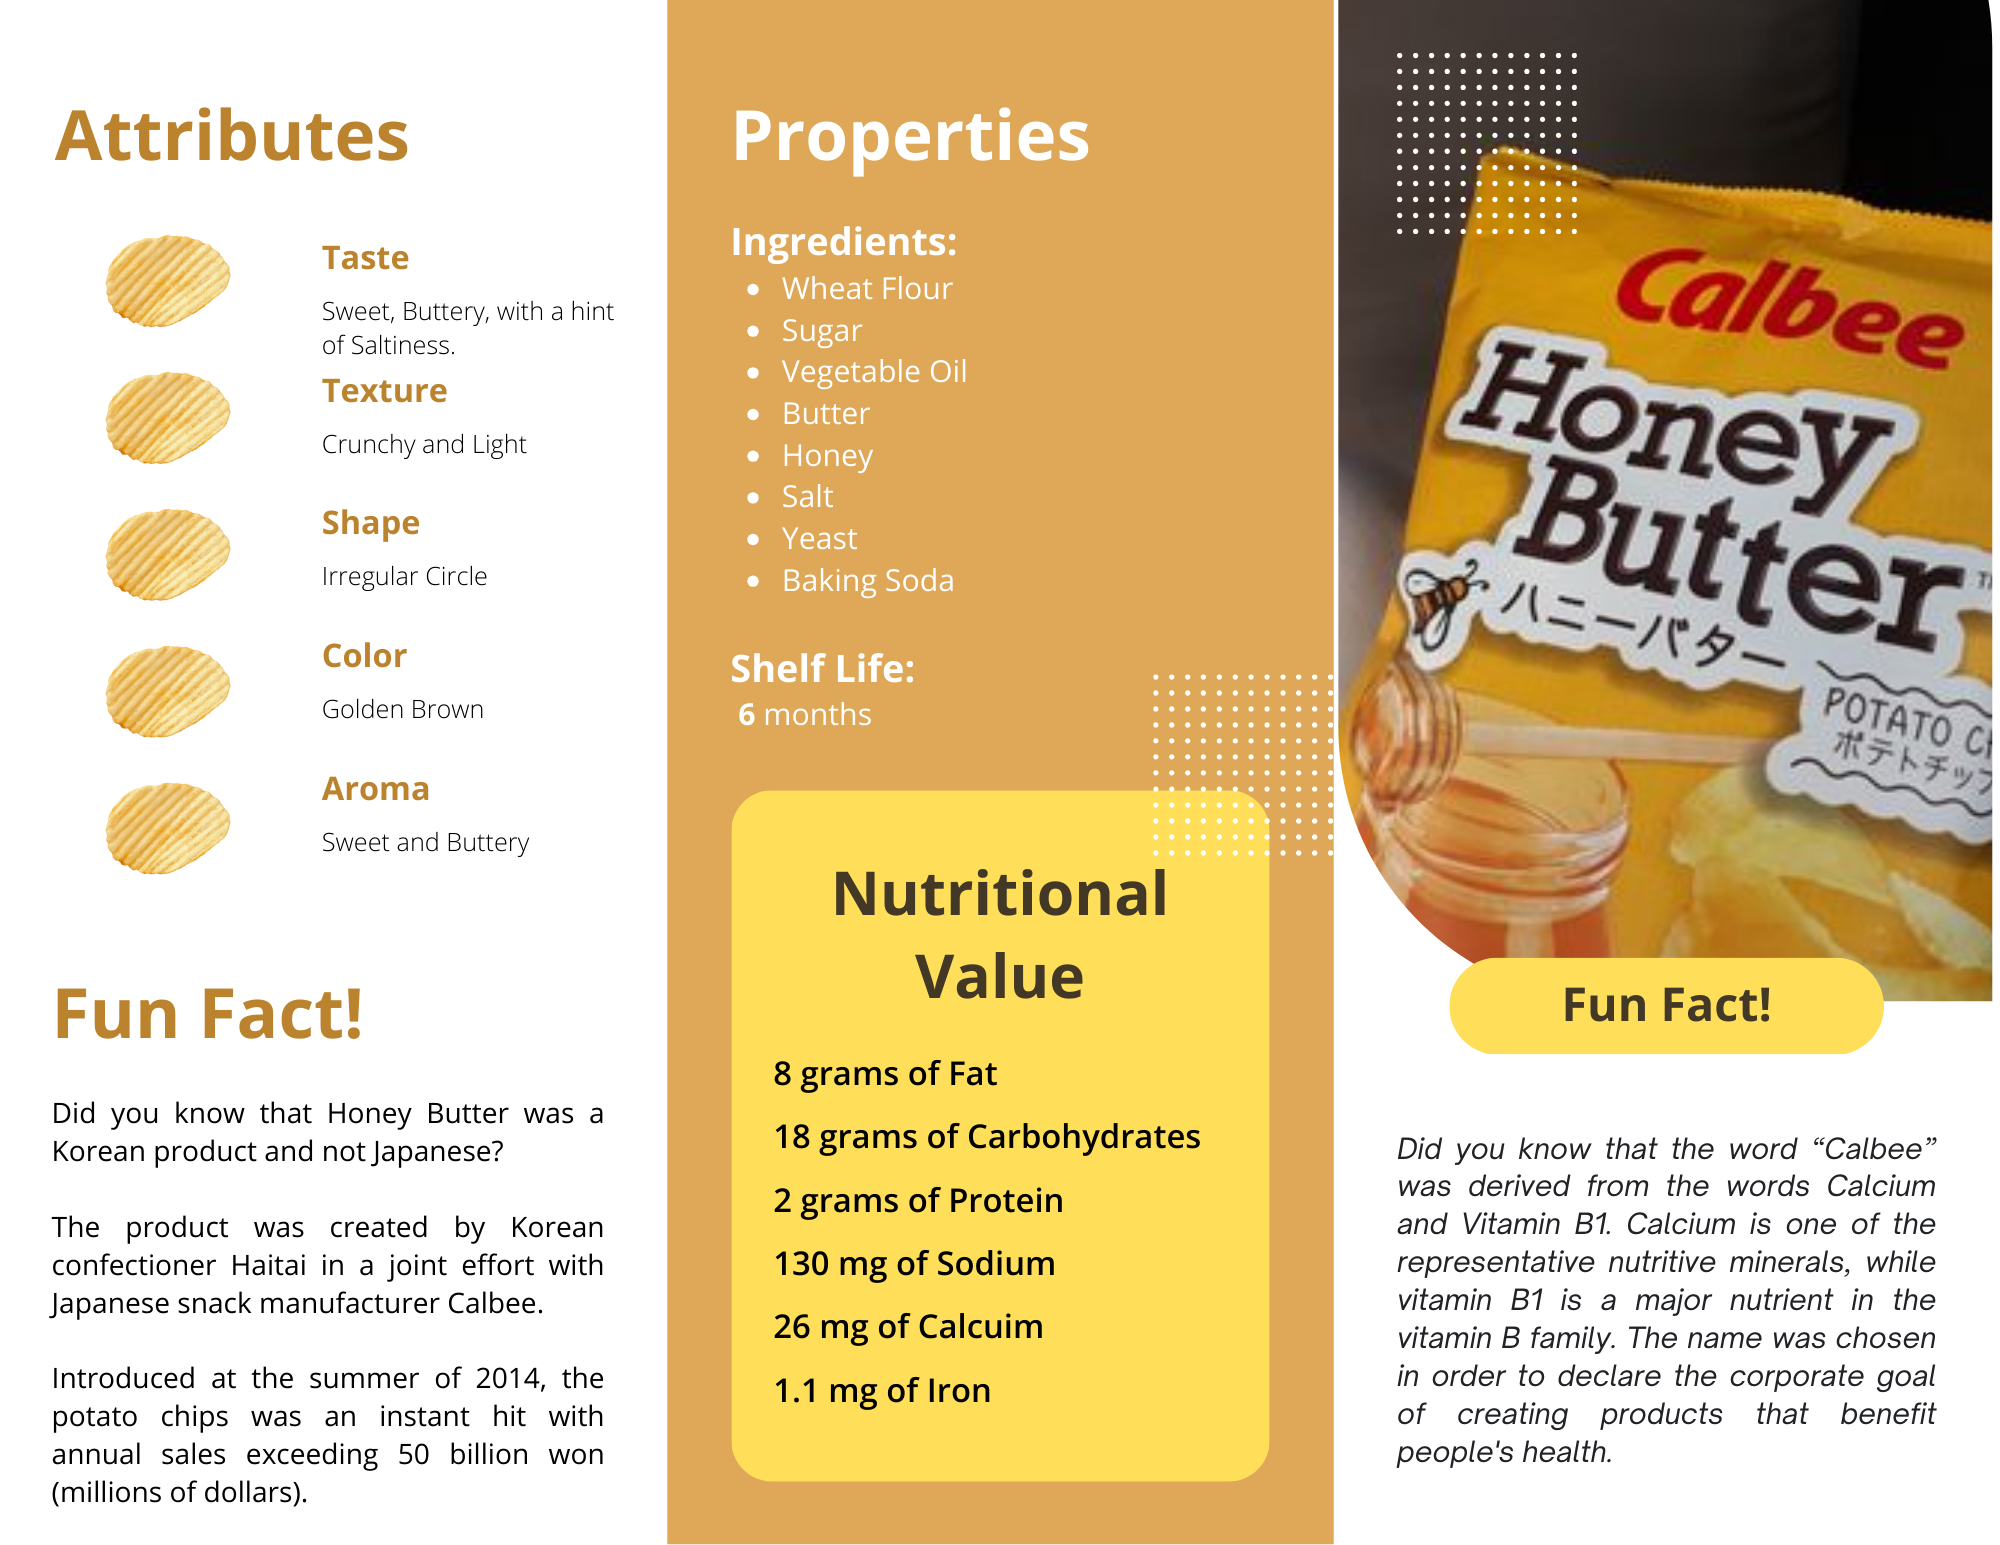 Attributes
Taste
Sweet, Buttery, with a hint
of Saltiness.
Texture
Crunchy and Light
Shape
Irregular Circle
Color
Golden Brown
Aroma
Sweet and Buttery
Fun Fact!
Did you know that Honey Butter was a
Korean product and not Japanese?
The product was created by Korean
confectioner Haitai in a joint effort with
Japanese snack manufacturer Calbee.
Introduced at the summer of 2014, the
potato chips was an instant hit with
annual sales exceeding 50 billion won
(millions of dollars).
Properties
Ingredients:
• Wheat Flour
• Sugar
• Vegetable Oil
• Butter
• Honey
• Salt
• Yeast
• Baking Soda
Shelf Life:
6 months
Nutritional
Value
8 grams of Fat
18 grams of Carbohydrates
2 grams of Protein
130 mg of Sodium
26 mg of Calcuim
1.1 mg of Iron
Calbee
Honey
Butter
ハニーバター
POTATO
ポテトチップ
Fun Fact!
Did you know that the word “Calbee”
was derived from the words Calcium
and Vitamin B1. Calcium is one of the
representative nutritive minerals, while
vitamin B1 is a major nutrient in the
vitamin B family. The name was chosen
in order to declare the corporate goal
of creating products that benefit
people's health.